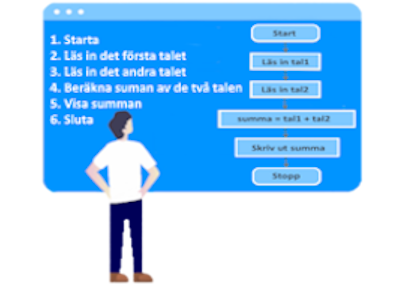 1. Starta
2. Läs in det första talet
3. Läs in det andra talet
4. Beräkna suman av de två talen
5. Visa summan
6. Sluta
Start
Läs in tal1
Läs in tal2
summa = tal1 + tal2
Skriv ut summa
Stopp